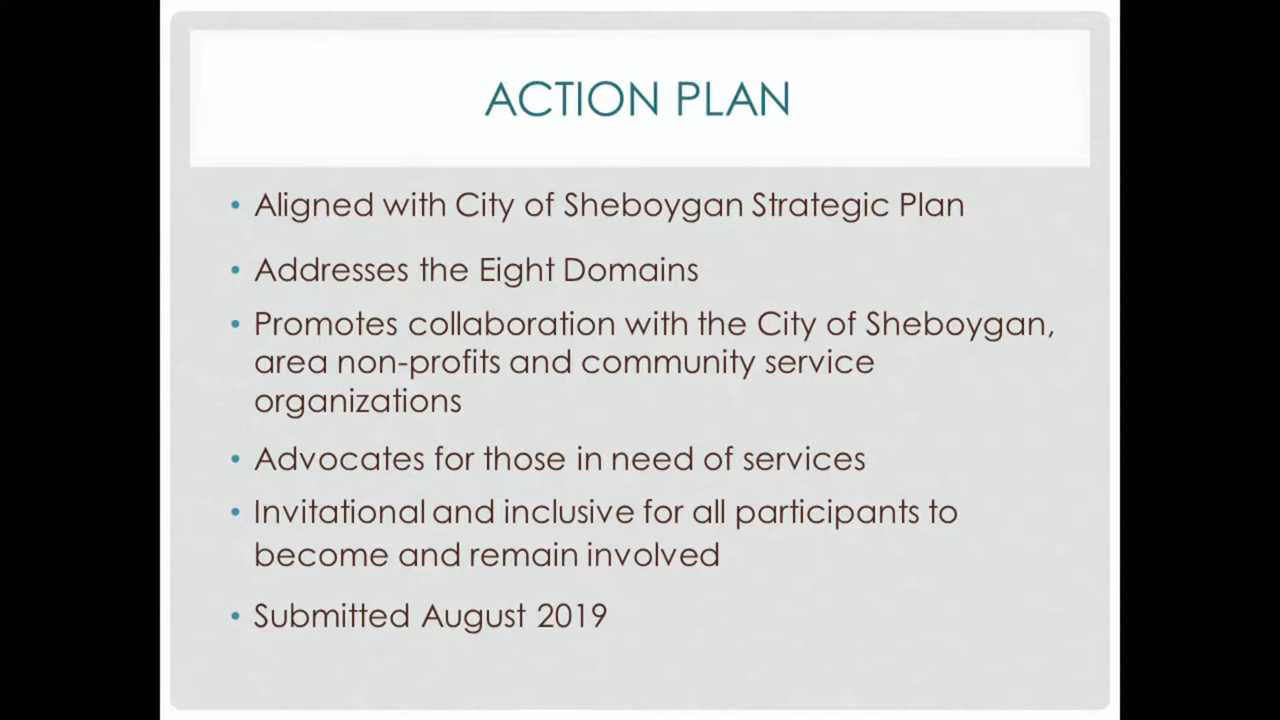 ACTION PLAN
• Aligned with City of Sheboygan Strategic Plan
• Addresses the Eight Domains
• Promotes collaboration with the City of Sheboygan,
area non-profits and community service
organizations
• Advocates for those in need of services
• Invitational and inclusive for all participants to
become and remain involved
• Submitted August 2019